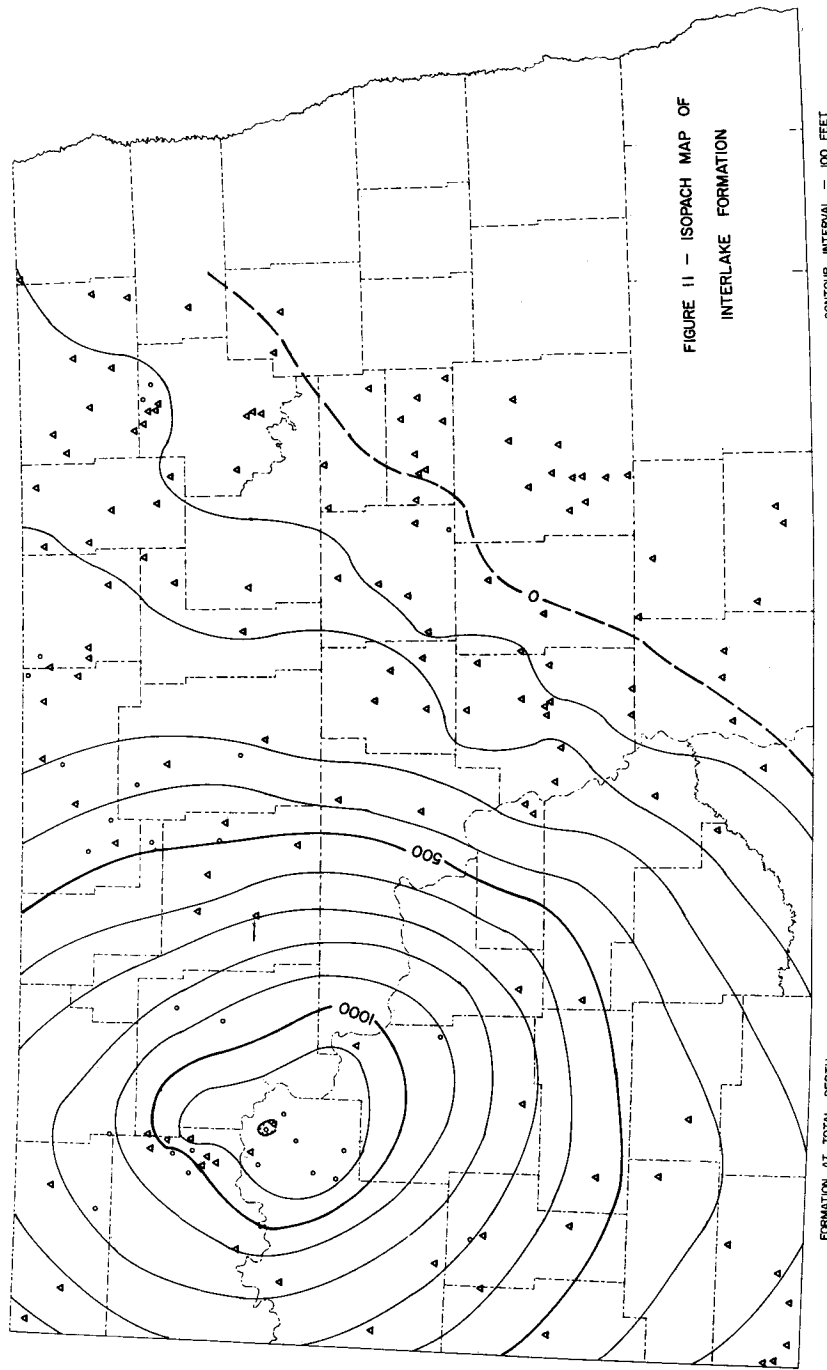 FIGURE 11 – ISOPACH MAP OF
INTERLAKE FORMATION
0
500
1000
CONTOUR INTERVAL – 100 FEET
FORMATION AT TOTAL DEPTH